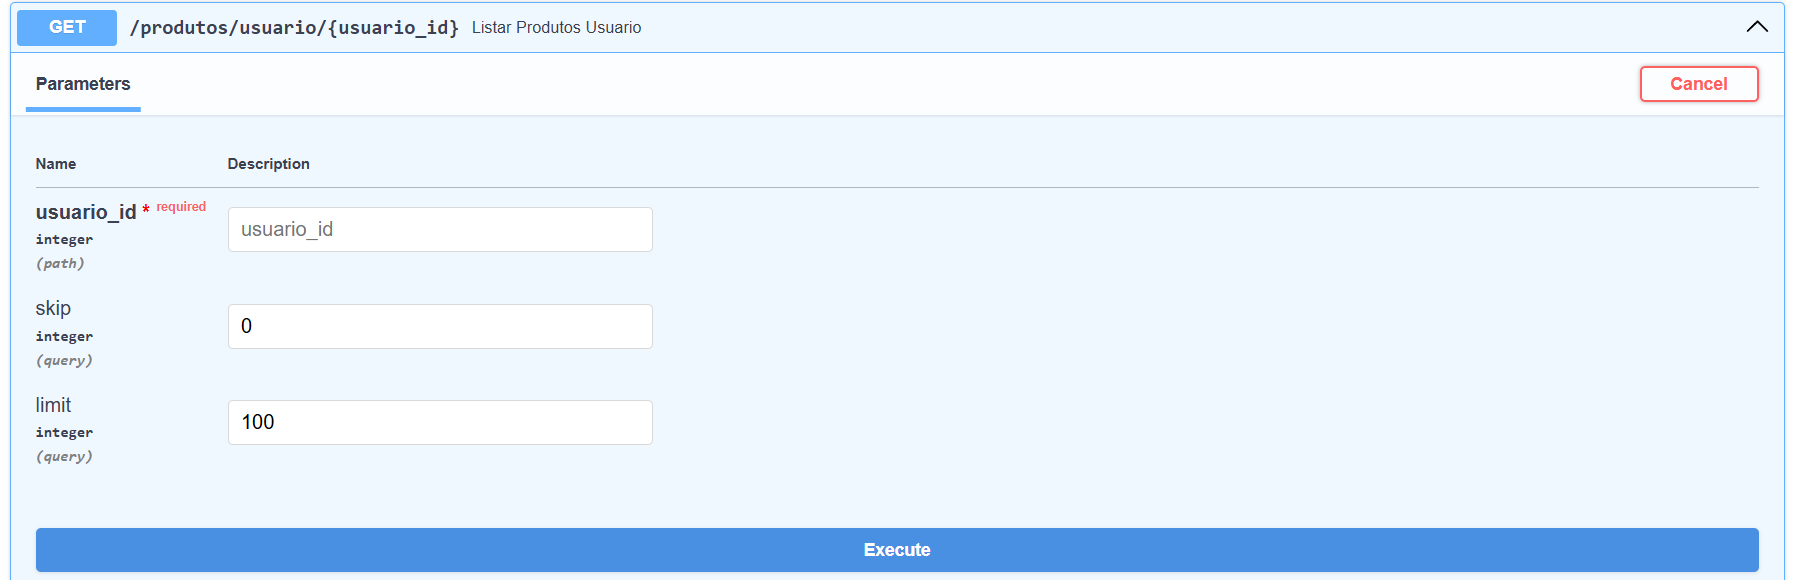 GET /produtos/usuario/{usuario_id} Listar Produtos Usuario
Parameters Cancel
Name Description
usuario_id * required
integer
(path)
usuario_id
skip
integer
(query)
0
limit
integer
(query)
100
Execute